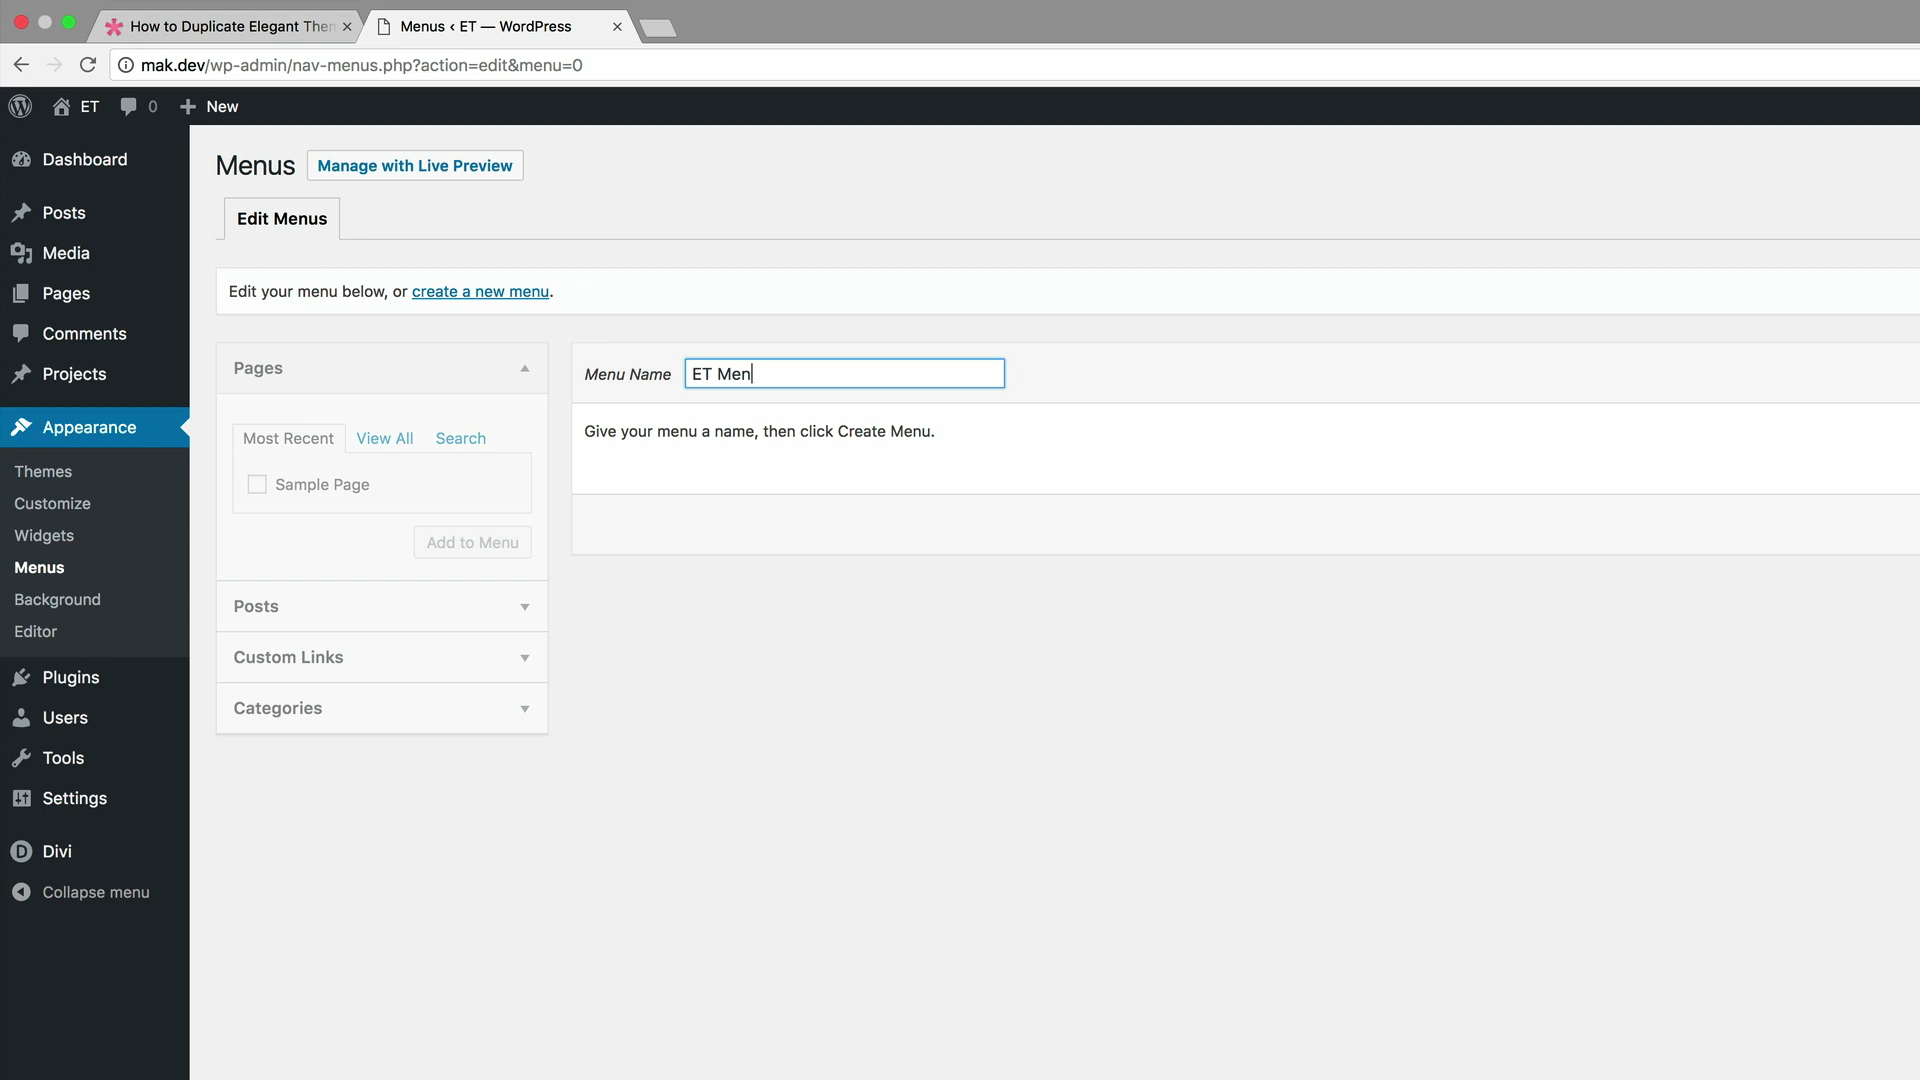 How to Duplicate Elegant Ther
Menus ‹ ET — WordPress
mak.dev/wp-admin/nav-menus.php?action=edit&menu=0
ET
0
New
Dashboard
Posts
Media
Pages
Comments
Projects
Appearance
Themes
Customize
Widgets
Menus
Background
Editor
Plugins
Users
Tools
Settings
Divi
Collapse menu
Menus
Manage with Live Preview
Edit Menus
Edit your menu below, or create a new menu.
Pages
Most Recent View All Search
Sample Page
Add to Menu
Posts
Custom Links
Categories
Menu Name ET Men
Give your menu a name, then click Create Menu.